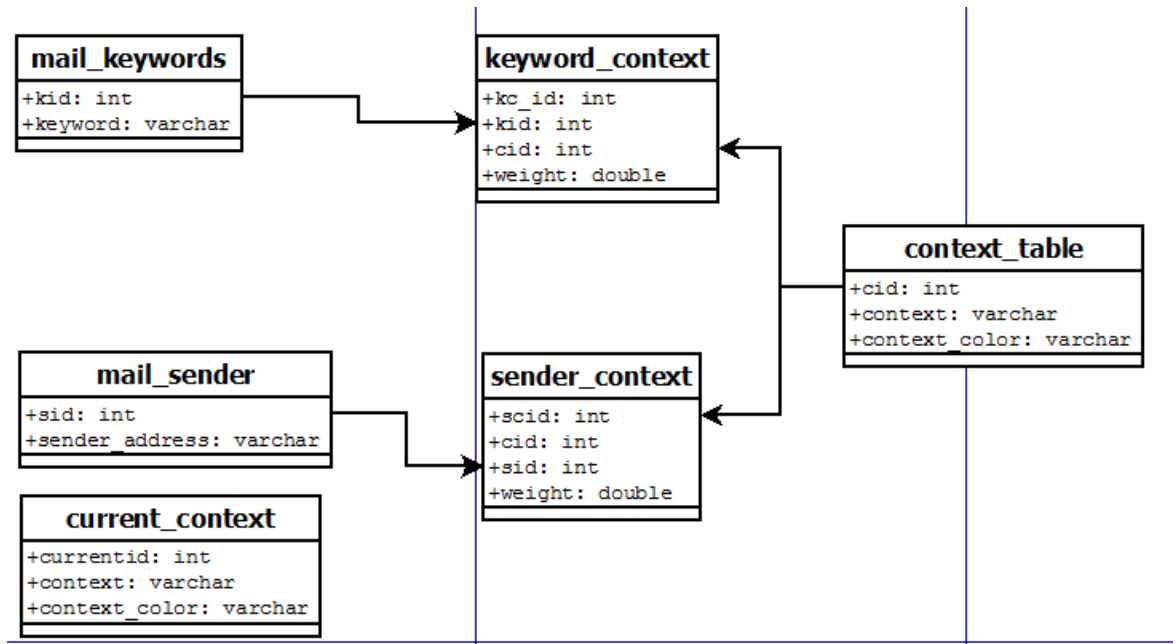 mail_keywords
+kid: int
+keyword: varchar
keyword_context
+kc_id: int
+kid: int
+cid: int
+weight: double
context_table
+cid: int
+context: varchar
+context_color: varchar
mail_sender
+sid: int
+sender_address: varchar
sender_context
+scid: int
+cid: int
+sid: int
+weight: double
current_context
+currentid: int
+context: varchar
+context_color: varchar